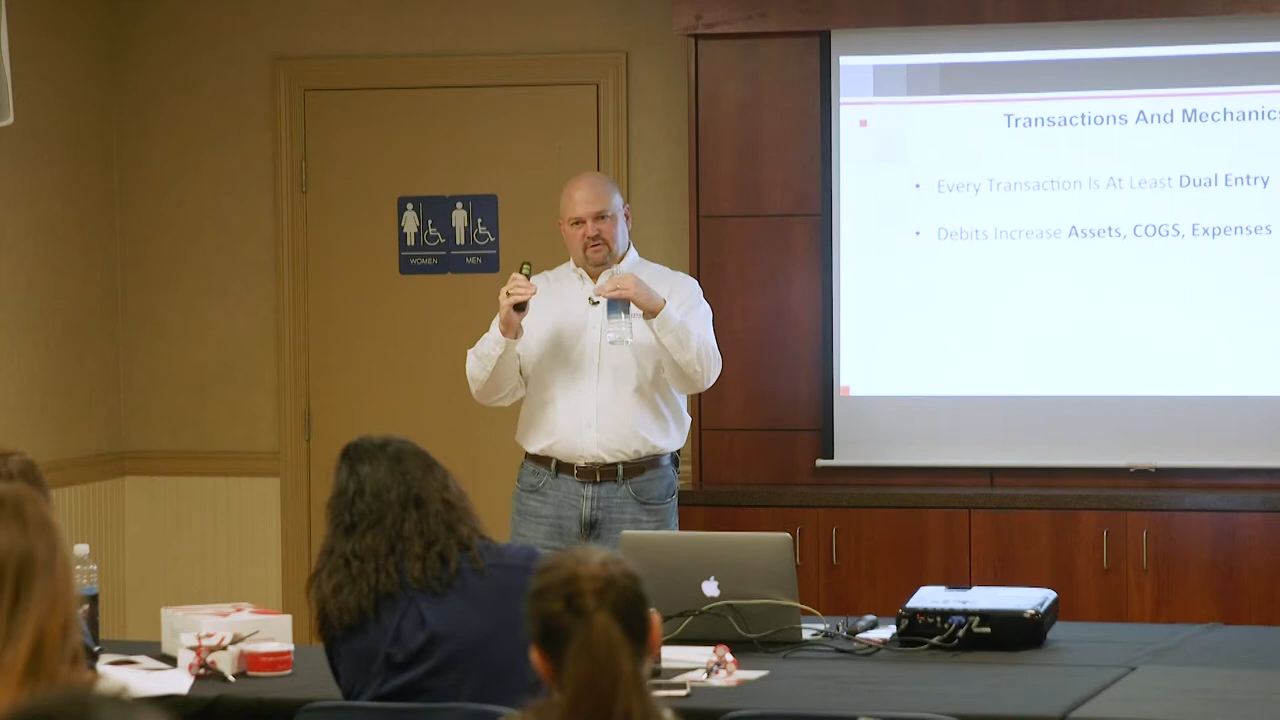 WOMEN
MEN
Transactions And Mechanics
• Every Transaction Is At Least Dual Entry
• Debits Increase Assets, COGS, Expenses